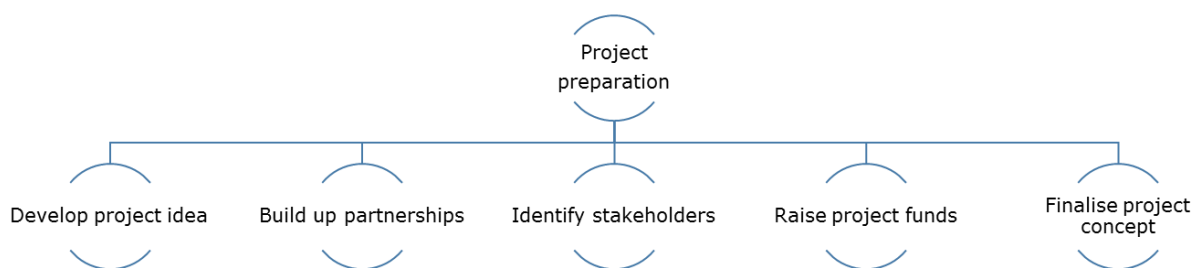 Project
preparation
Develop project idea
Build up partnerships
Identify stakeholders
Raise project funds
Finalise project
concept